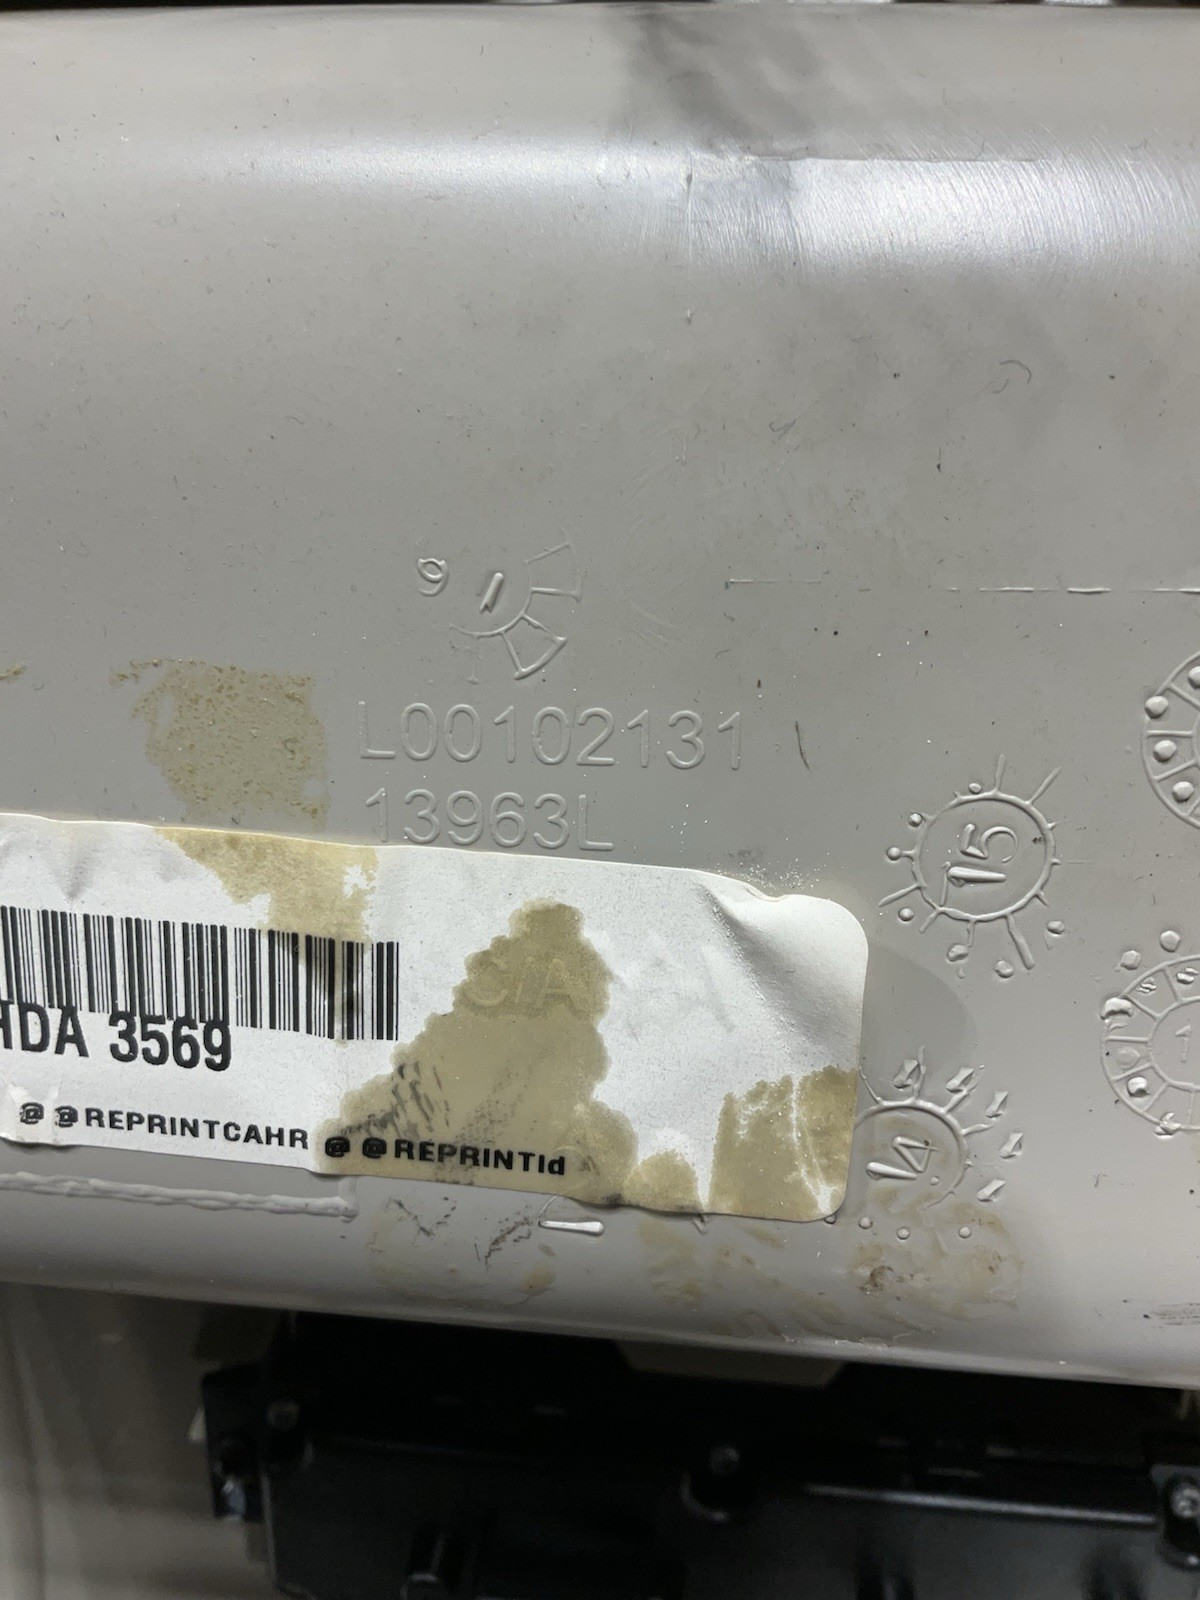 9
L00102131
13963L
15
HDA 3569
@ @REPRINTCAHR @ @REPRINTId
14